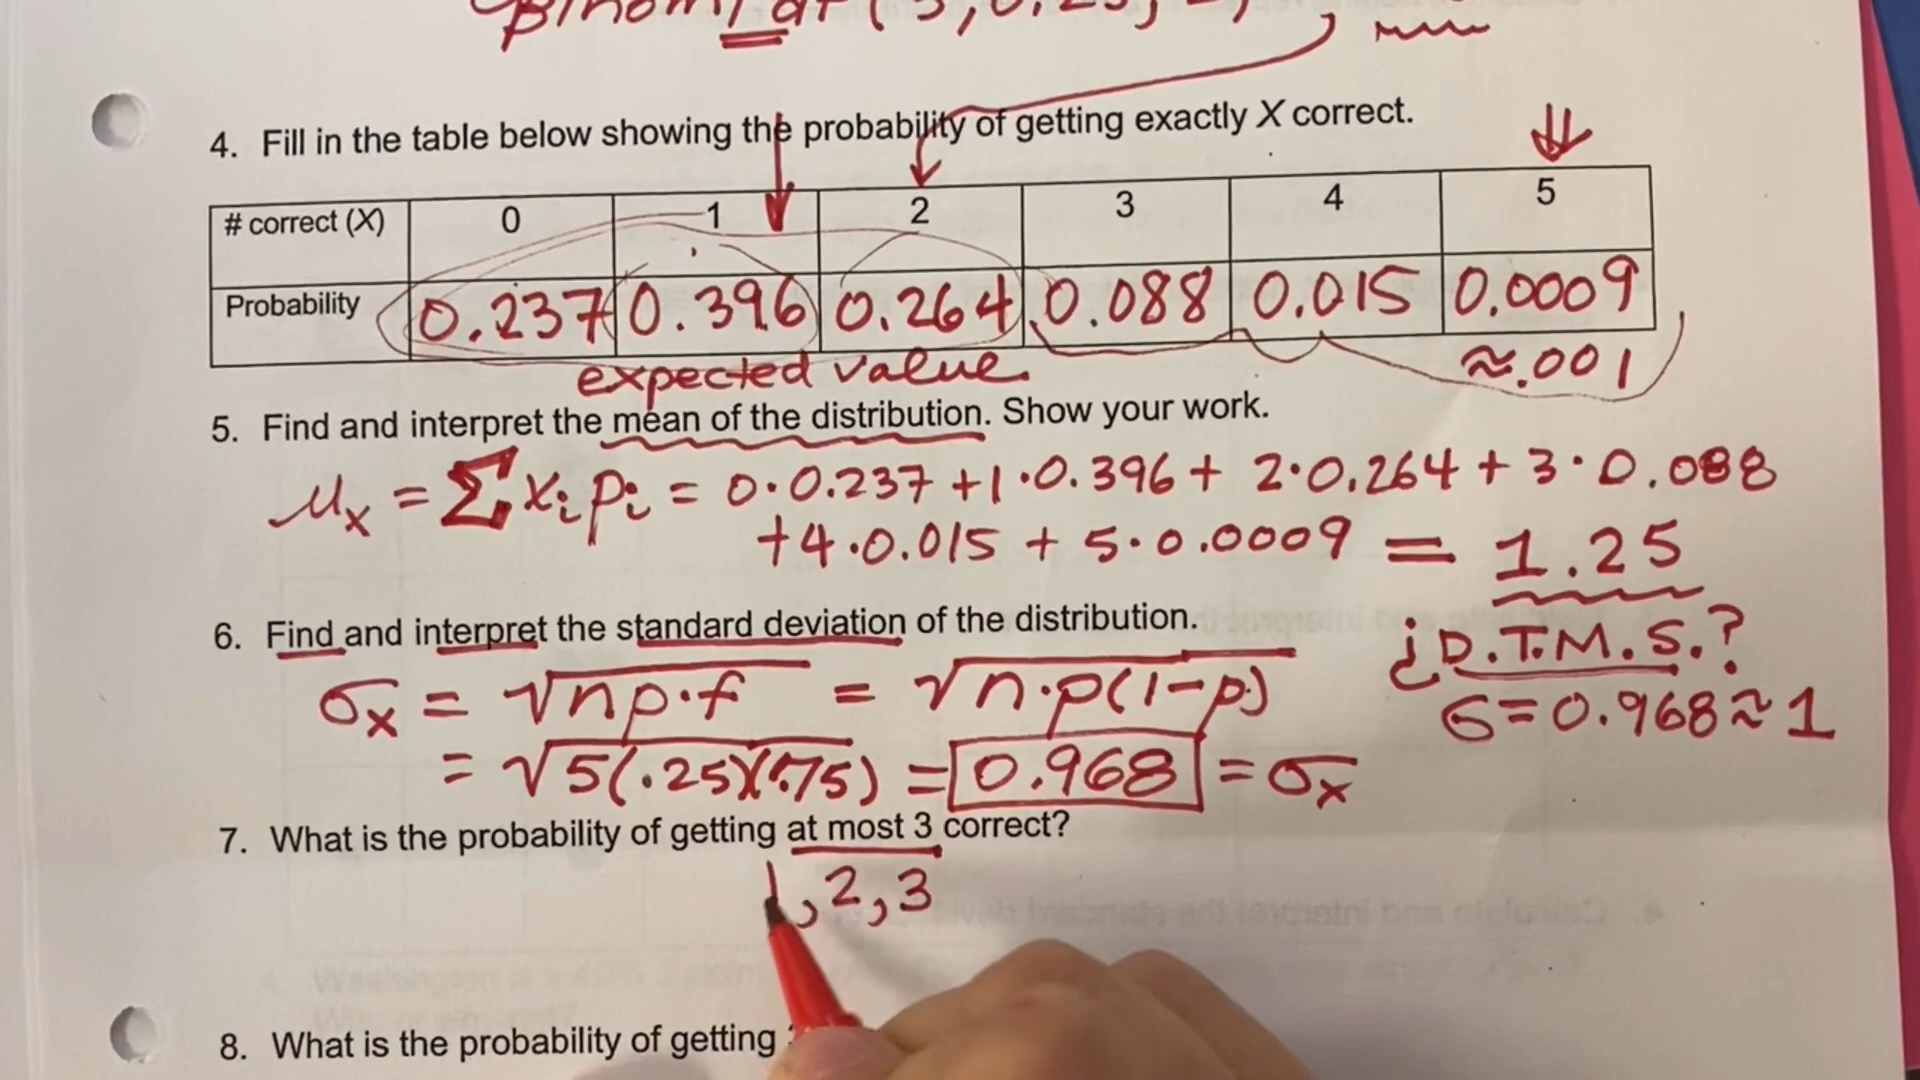 4. Fill in the table below showing the probability of getting exactly X correct.
# correct (X) 0 1 2 3 4 5
Probability 0.237 0.396 0.264 0.088 0.015 0.0009
≈.001
expected value
5. Find and interpret the mean of the distribution. Show your work.
μx = Σ xi pi = 0·0.237 + 1·0.396 + 2·0.264 + 3·0.088
+4·0.015 + 5·0.0009 = 1.25
6. Find and interpret the standard deviation of the distribution.
¿D.T.M.S.?
σx = √np·f = √n·p(1-p)
σ=0.968≈1
= √5(.25)(.75) = 0.968 = σx
7. What is the probability of getting at most 3 correct?
1,2,3
8. What is the probability of getting